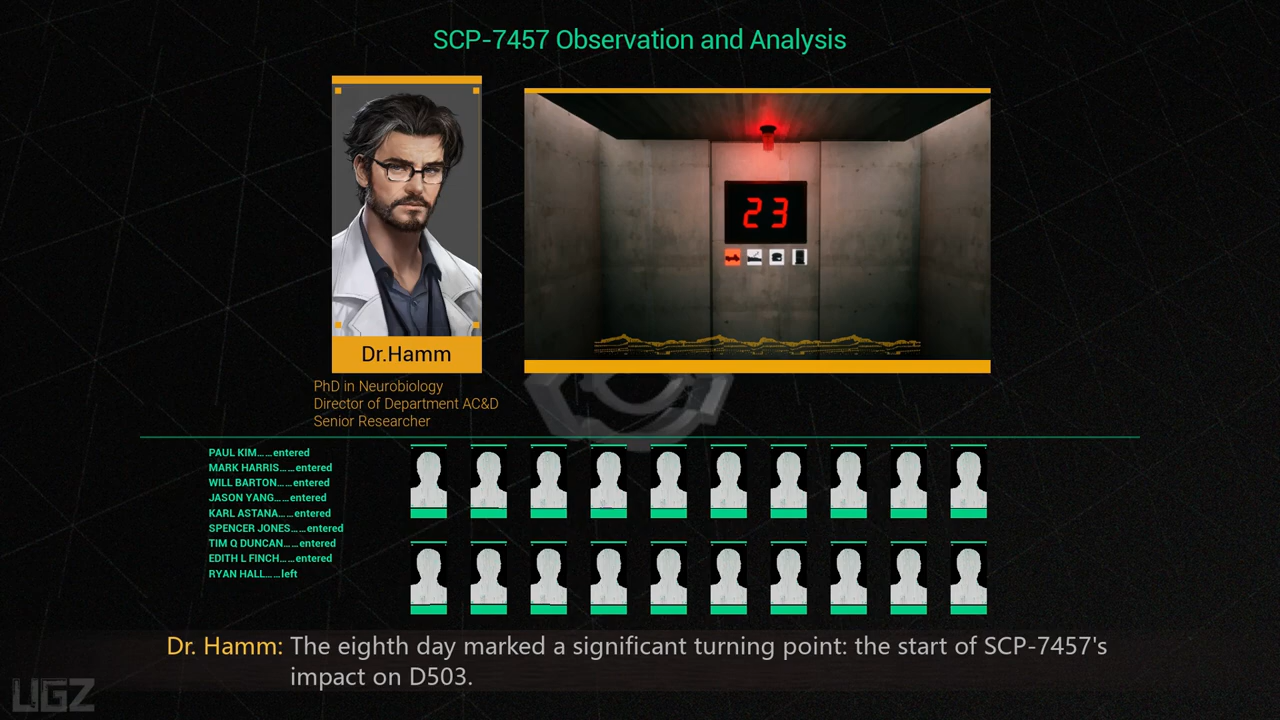 SCP-7457 Observation and Analysis
23
Dr.Hamm
PhD in Neurobiology
Director of Department AC&D
Senior Researcher
PAUL KIM......entered
MARK HARRIS......entered
WILL BARTON......entered
JASON YANG......entered
KARL ASTANA......entered
SPENCER JONES......entered
TIM Q DUNCAN......entered
EDITH L FINCH......entered
RYAN HALL......left
Dr. Hamm: The eighth day marked a significant turning point: the start of SCP-7457's
impact on D503.
UGZ